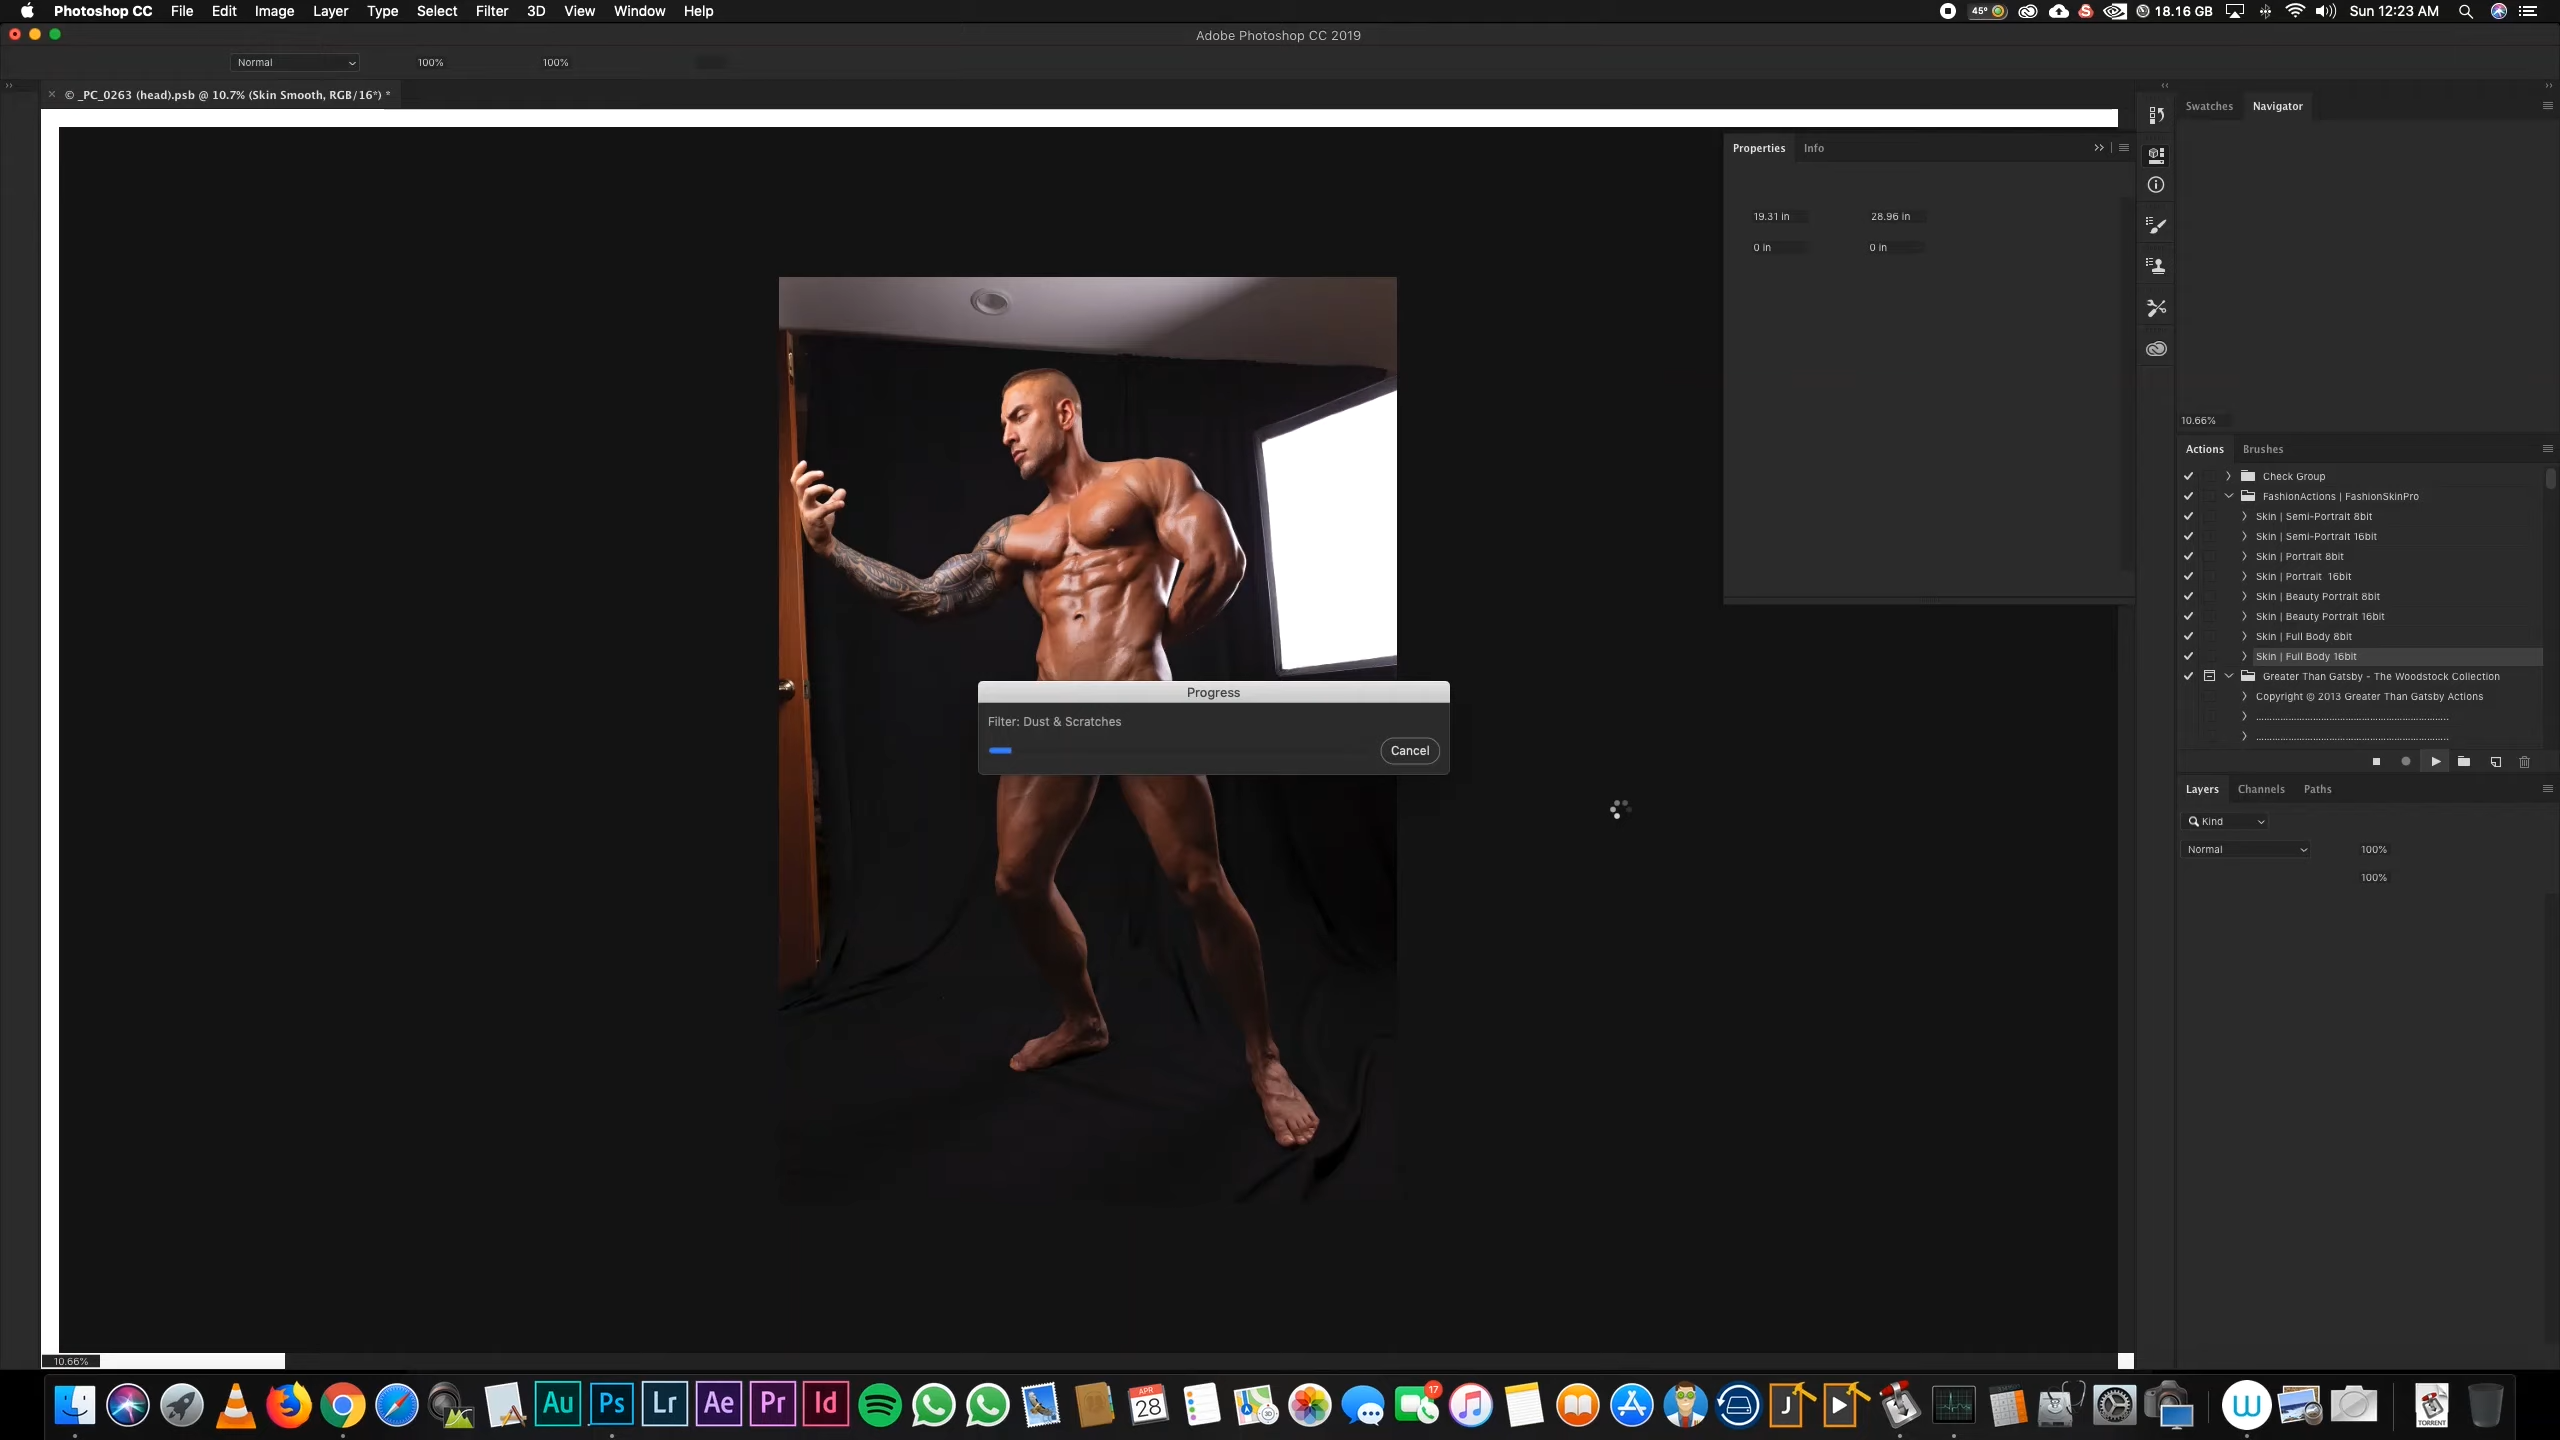 Photoshop CC File Edit Image Layer Type Select Filter 3D View Window Help
45° 18.16 GB Sun 12:23 AM
Adobe Photoshop CC 2019
Normal 100% 100%
© _PC_0263 (head).psb @ 10.7% (Skin Smooth, RGB/16*) *
Swatches Navigator
Properties Info
19.31 in 28.96 in
0 in 0 in
10.66%
Actions Brushes
Check Group
FashionActions | FashionSkinPro
Skin | Semi-Portrait 8bit
Skin | Semi-Portrait 16bit
Skin | Portrait 8bit
Skin | Portrait 16bit
Skin | Beauty Portrait 8bit
Skin | Beauty Portrait 16bit
Skin | Full Body 8bit
Skin | Full Body 16bit
Greater Than Gatsby - The Woodstock Collection
Copyright © 2013 Greater Than Gatsby Actions
Progress
Filter: Dust & Scratches
Cancel
Layers Channels Paths
Kind
Normal 100%
100%
10.66%
Au Ps Lr Ae Pr Id APR 28 17 J W TORRENT